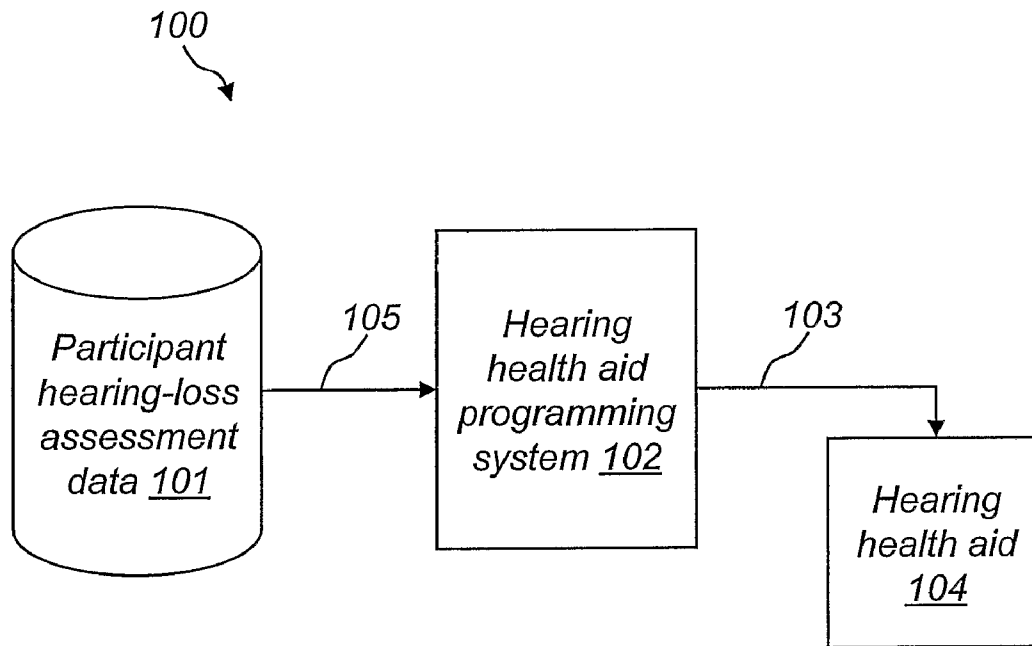 100
Participant
hearing-loss
assessment
data 101
105
Hearing
health aid
programming
system 102
103
Hearing
health aid
104